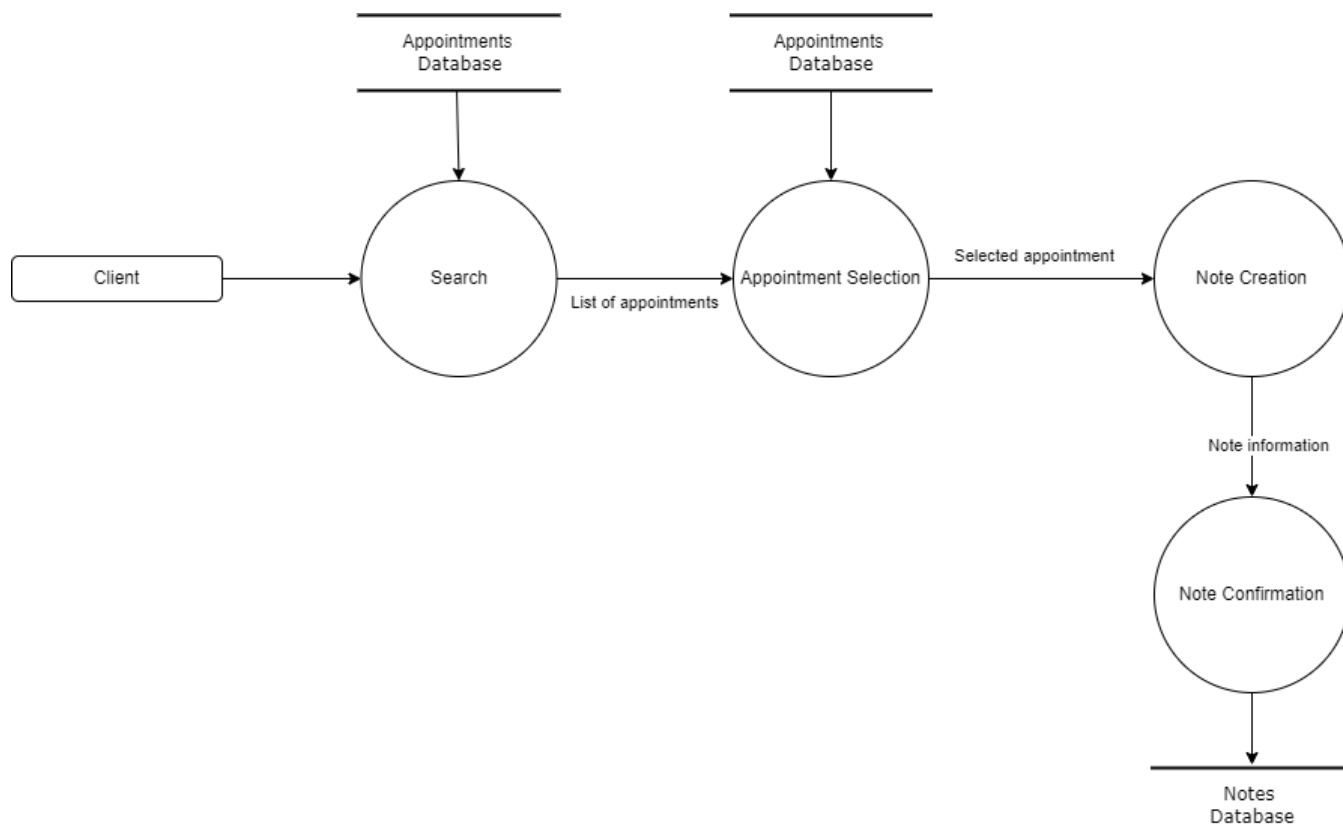 Appointments
Database
Appointments
Database
Client
Search
List of appointments
Appointment Selection
Selected appointment
Note Creation
Note information
Note Confirmation
Notes
Database